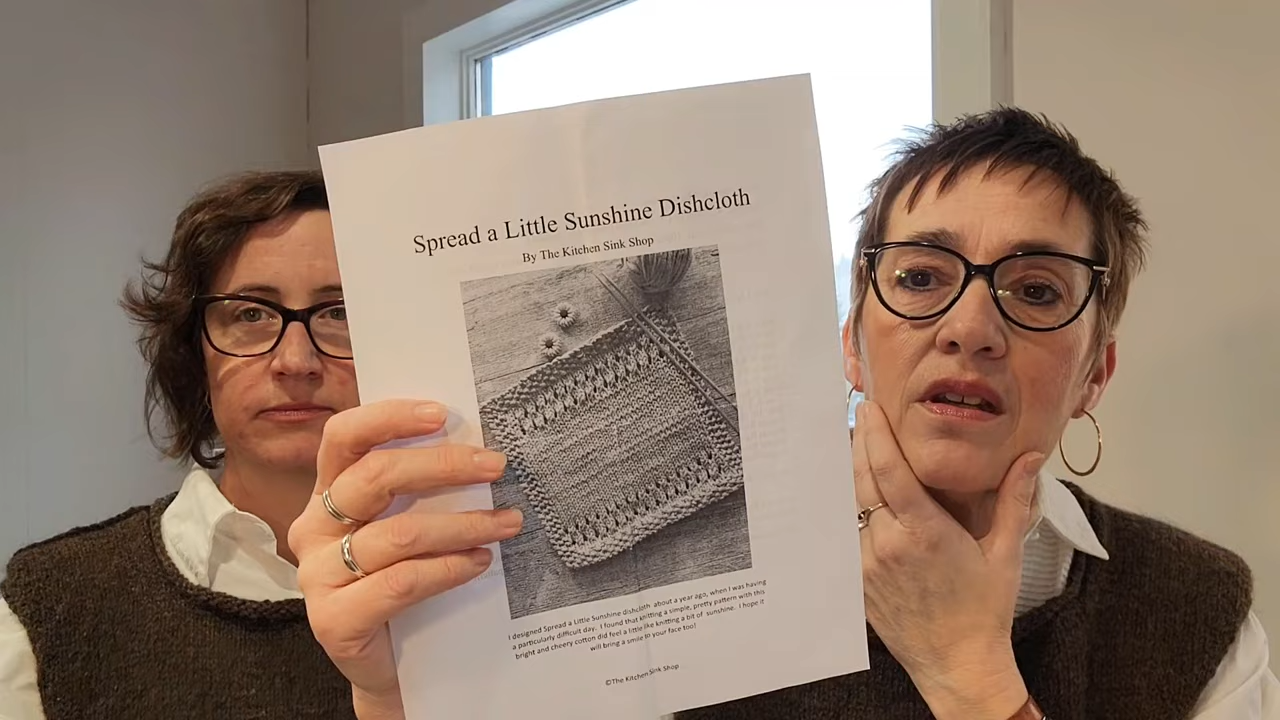 Spread a Little Sunshine Dishcloth
By The Kitchen Sink Shop
I designed Spread a Little Sunshine dishcloth about a year ago, when I was having
a particularly difficult day. I found that knitting a simple, pretty pattern with this
bright and cheery cotton did feel a little like knitting a bit of sunshine. I hope it
will bring a smile to your face too!
©The Kitchen Sink Shop